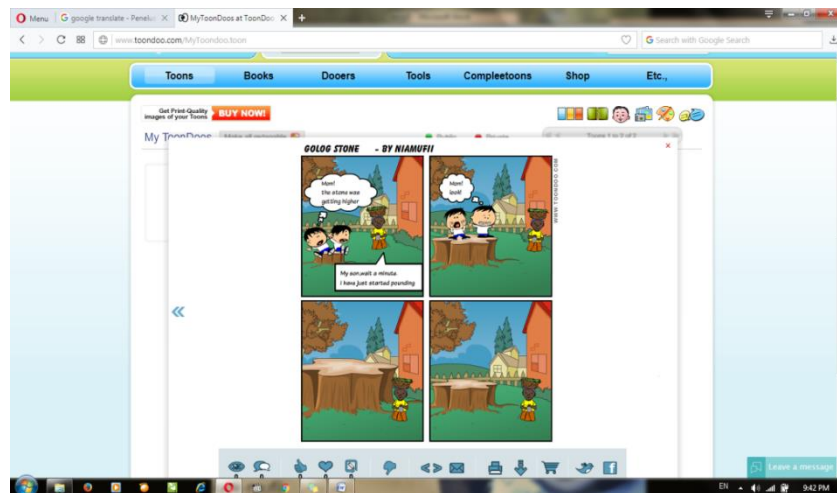 Menu
google translate - Penelus
MyToonDoos at ToonDoo
www.toondoo.com/MyToondoo.toon
Search with Google Search
Toons Books Dooers Tools Compleetoons Shop Etc.,
Get Print-Quality
images of your Toons
BUY NOW!
My ToonDoos
GOLOG STONE - BY NIAMUFII
Mom!
the stone was
getting higher
Mom!
look!
My son,wait a minute.
i have just started pounding
WWW.TOONDOO.COM
Leave a message
EN
9:42 PM